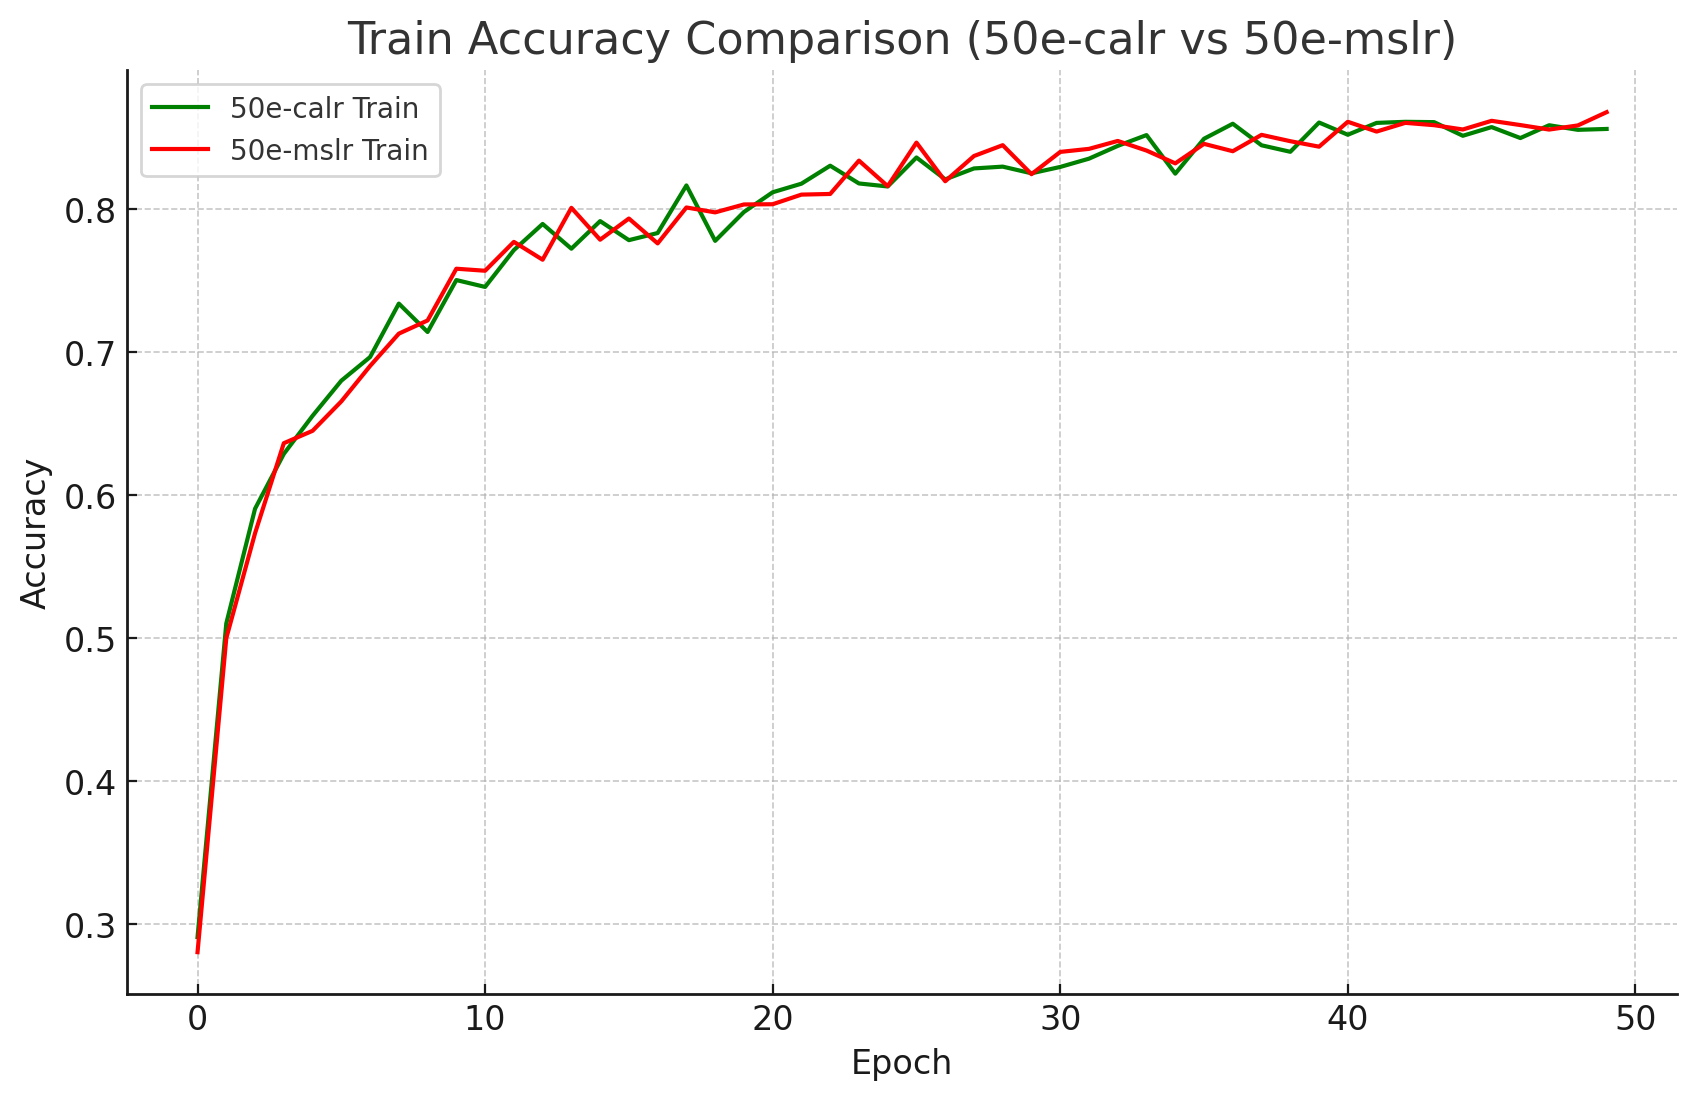 Train Accuracy Comparison (50e-calr vs 50e-mslr)
50e-calr Train
50e-mslr Train
Accuracy
0.8
0.7
0.6
0.5
0.4
0.3
0 10 20 30 40 50
Epoch